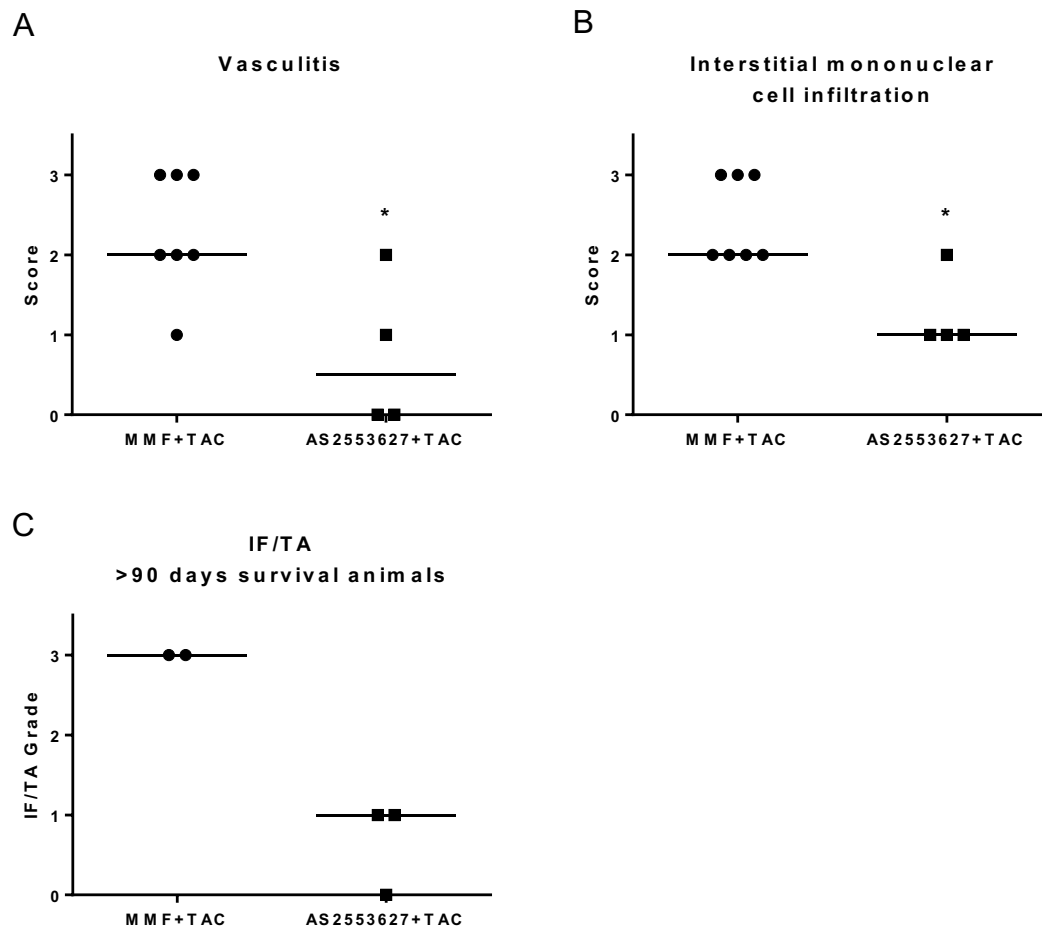 A
Vasculitis
Score
3
2
1
0
*
MMF+TAC
AS2553627+TAC
B
Interstitial mononuclear
cell infiltration
Score
3
2
1
0
*
MMF+TAC
AS2553627+TAC
C
IF/TA
>90 days survival animals
IF/TA Grade
3
2
1
0
MMF+TAC
AS2553627+TAC